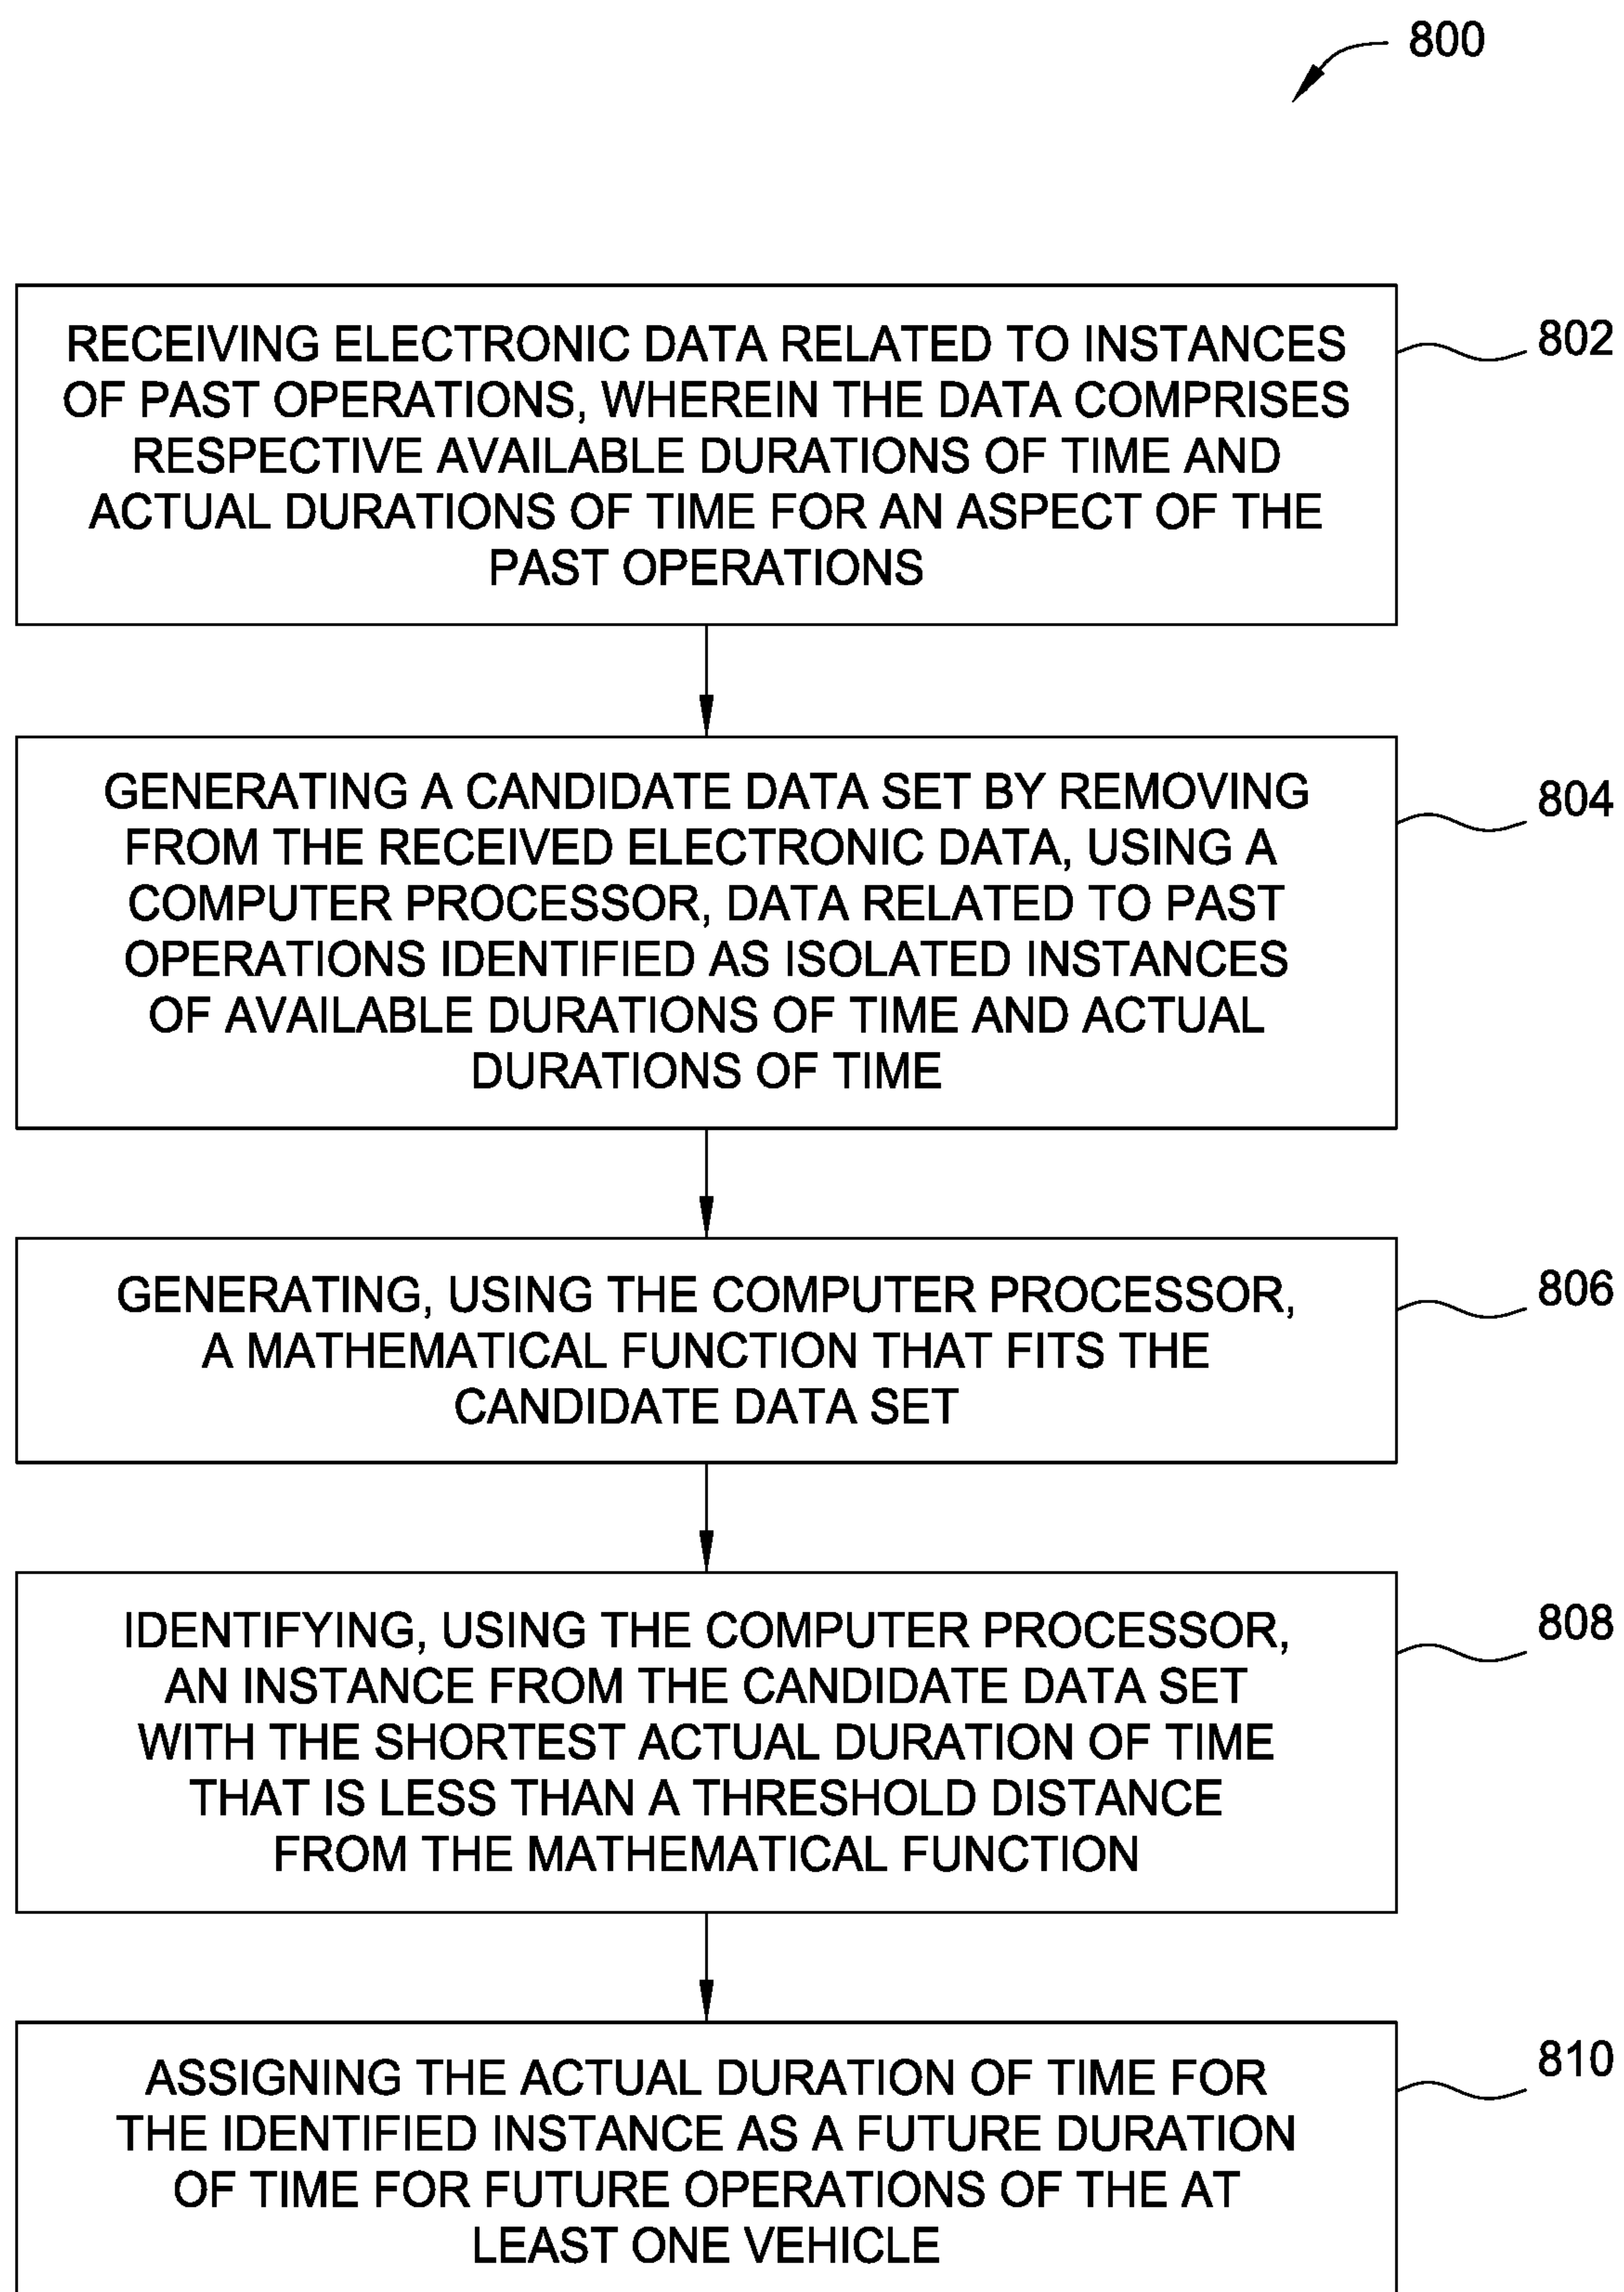 800
RECEIVING ELECTRONIC DATA RELATED TO INSTANCES
OF PAST OPERATIONS, WHEREIN THE DATA COMPRISES
RESPECTIVE AVAILABLE DURATIONS OF TIME AND
ACTUAL DURATIONS OF TIME FOR AN ASPECT OF THE
PAST OPERATIONS
802
GENERATING A CANDIDATE DATA SET BY REMOVING
FROM THE RECEIVED ELECTRONIC DATA, USING A
COMPUTER PROCESSOR, DATA RELATED TO PAST
OPERATIONS IDENTIFIED AS ISOLATED INSTANCES
OF AVAILABLE DURATIONS OF TIME AND ACTUAL
DURATIONS OF TIME
804
GENERATING, USING THE COMPUTER PROCESSOR,
A MATHEMATICAL FUNCTION THAT FITS THE
CANDIDATE DATA SET
806
IDENTIFYING, USING THE COMPUTER PROCESSOR,
AN INSTANCE FROM THE CANDIDATE DATA SET
WITH THE SHORTEST ACTUAL DURATION OF TIME
THAT IS LESS THAN A THRESHOLD DISTANCE
FROM THE MATHEMATICAL FUNCTION
808
ASSIGNING THE ACTUAL DURATION OF TIME FOR
THE IDENTIFIED INSTANCE AS A FUTURE DURATION
OF TIME FOR FUTURE OPERATIONS OF THE AT
LEAST ONE VEHICLE
810